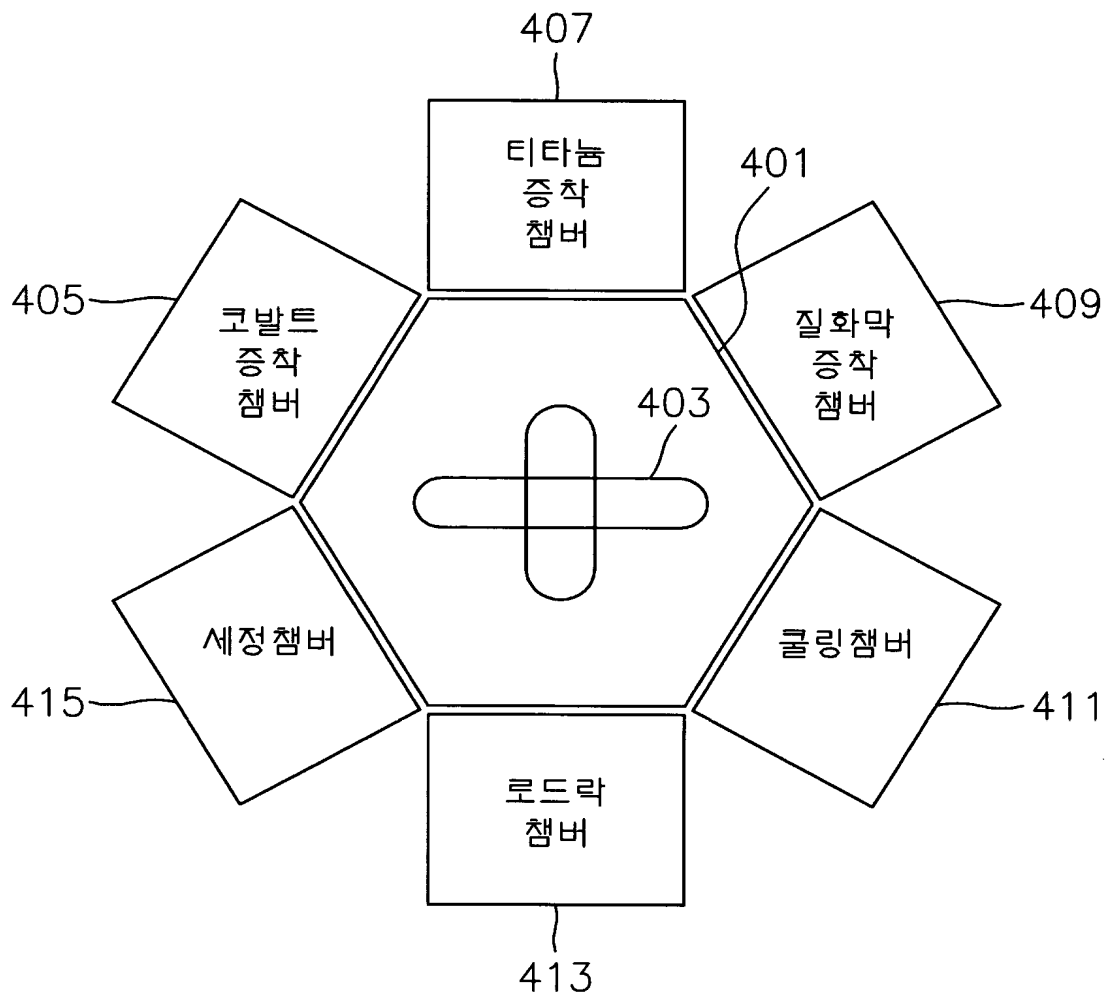 407
티타늄
증착
챔버
401
405
코발트
증착
챔버
질화막
증착
챔버
409
403
세정챔버
쿨링챔버
415
411
로드락
챔버
413